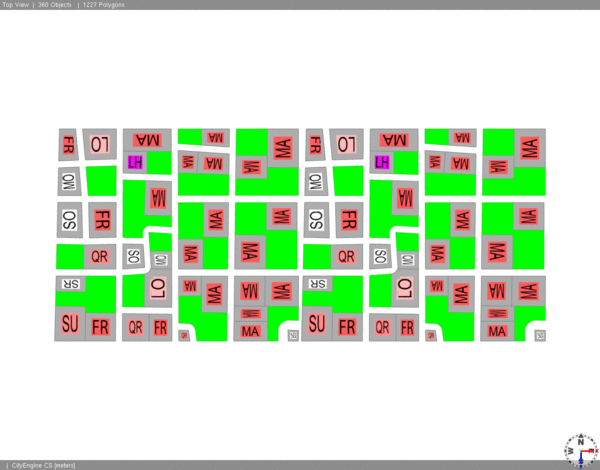 Top View | 360 Objects | 1227 Polygons
FR LO MA MA MA FR LO MA MA MA
LH MA MA MA LH MA MA MA
OM OM
MA MA
OS FR MA MA OS FR MA MA
QR SO MA MA QR SO MA MA
OM OM
SR LO MA MA MA MA SR LO MA MA MA MA
MA MA
SU FR QR FR MA SU FR QR FR MA
N
W E
S
| CityEngine CS [meters]